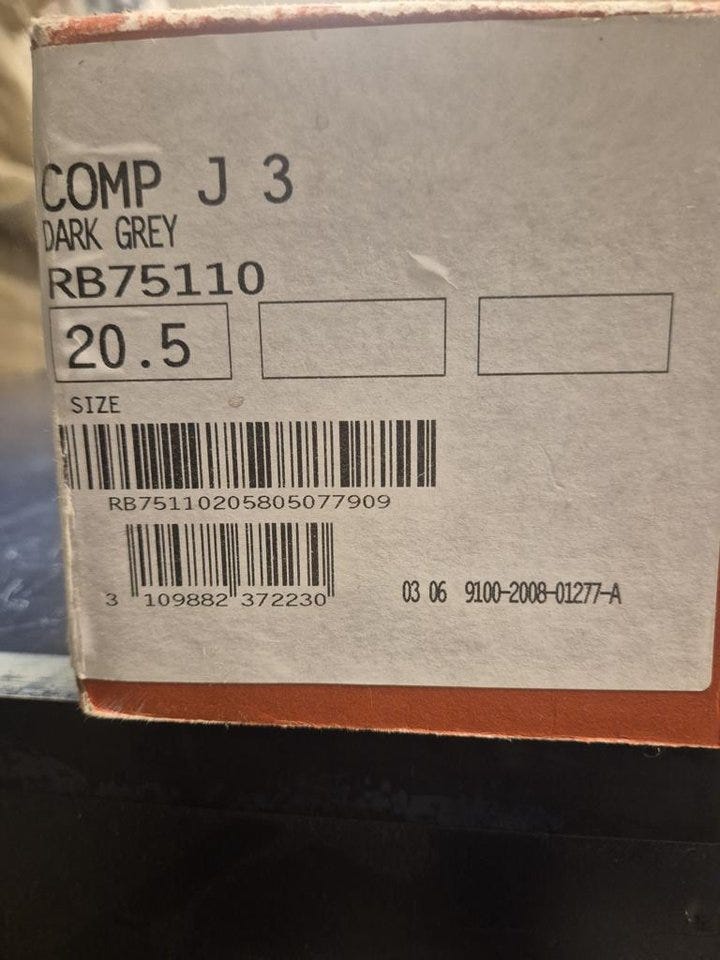 COMP J 3
DARK GREY
RB75110
20.5
SIZE
RB75110205805077909
3 109882 372230
03 06 9100-2008-01277-A